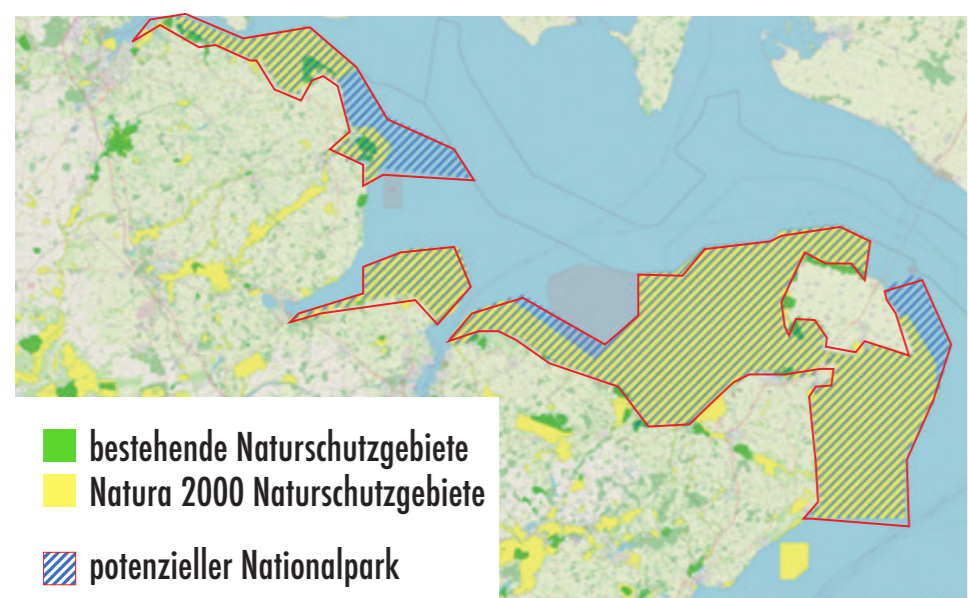 bestehende Naturschutzgebiete
Natura 2000 Naturschutzgebiete
potenzieller Nationalpark